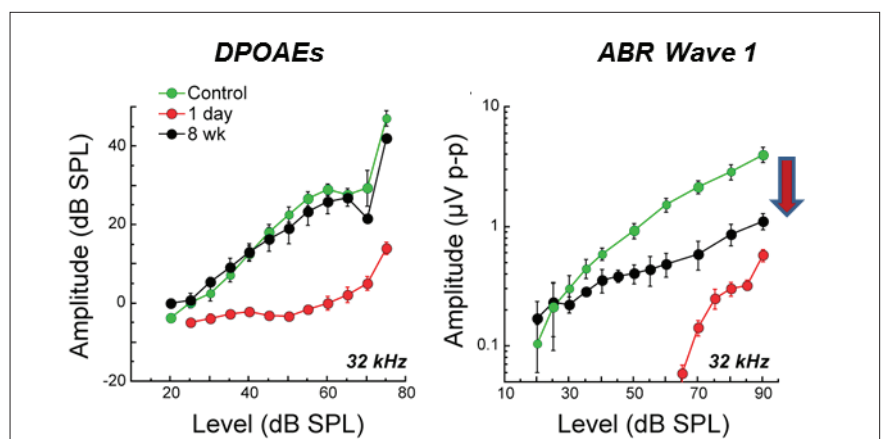 DPOAEs
Control
1 day
8 wk
Amplitude (dB SPL)
40
20
0
-20
20 40 60 80
32 kHz
Level (dB SPL)
ABR Wave 1
Amplitude (µV p-p)
10
1
0.1
10 30 50 70 90
32 kHz
Level (dB SPL)